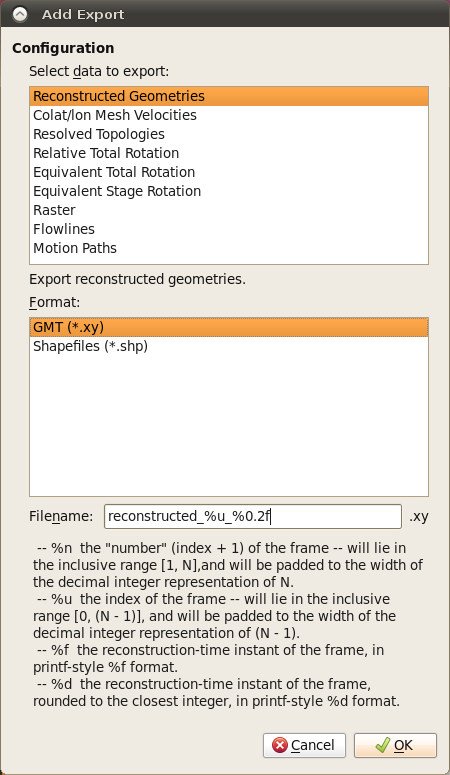 Add Export
Configuration
Select data to export:
Reconstructed Geometries
Colat/lon Mesh Velocities
Resolved Topologies
Relative Total Rotation
Equivalent Total Rotation
Equivalent Stage Rotation
Raster
Flowlines
Motion Paths
Export reconstructed geometries.
Format:
GMT (*.xy)
Shapefiles (*.shp)
Filename: reconstructed_%u_%0.2f .xy
-- %n  the "number" (index + 1) of the frame -- will lie in
the inclusive range [1, N],and will be padded to the width of
the decimal integer representation of N.
-- %u  the index of the frame -- will lie in the inclusive
range [0, (N - 1)], and will be padded to the width of the
decimal integer representation of (N - 1).
-- %f  the reconstruction-time instant of the frame, in
printf-style %f format.
-- %d  the reconstruction-time instant of the frame,
rounded to the closest integer, in printf-style %d format.
Cancel OK